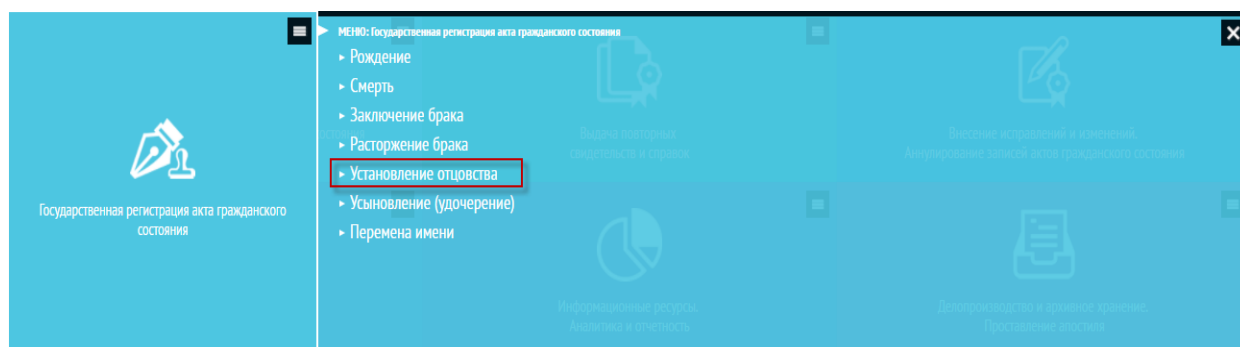 МЕНЮ: Государственная регистрация акта гражданского состояния
▸ Рождение
▸ Смерть
▸ Заключение брака
▸ Расторжение брака
▸ Установление отцовства
▸ Усыновление (удочерение)
▸ Перемена имени
Государственная регистрация акта гражданского
состояния
Выдача повторных
свидетельств и справок
Внесение исправлений и изменений.
Аннулирование записей актов гражданского состояния
Информационные ресурсы.
Аналитика и отчетность
Делопроизводство и архивное хранение.
Проставление апостиля